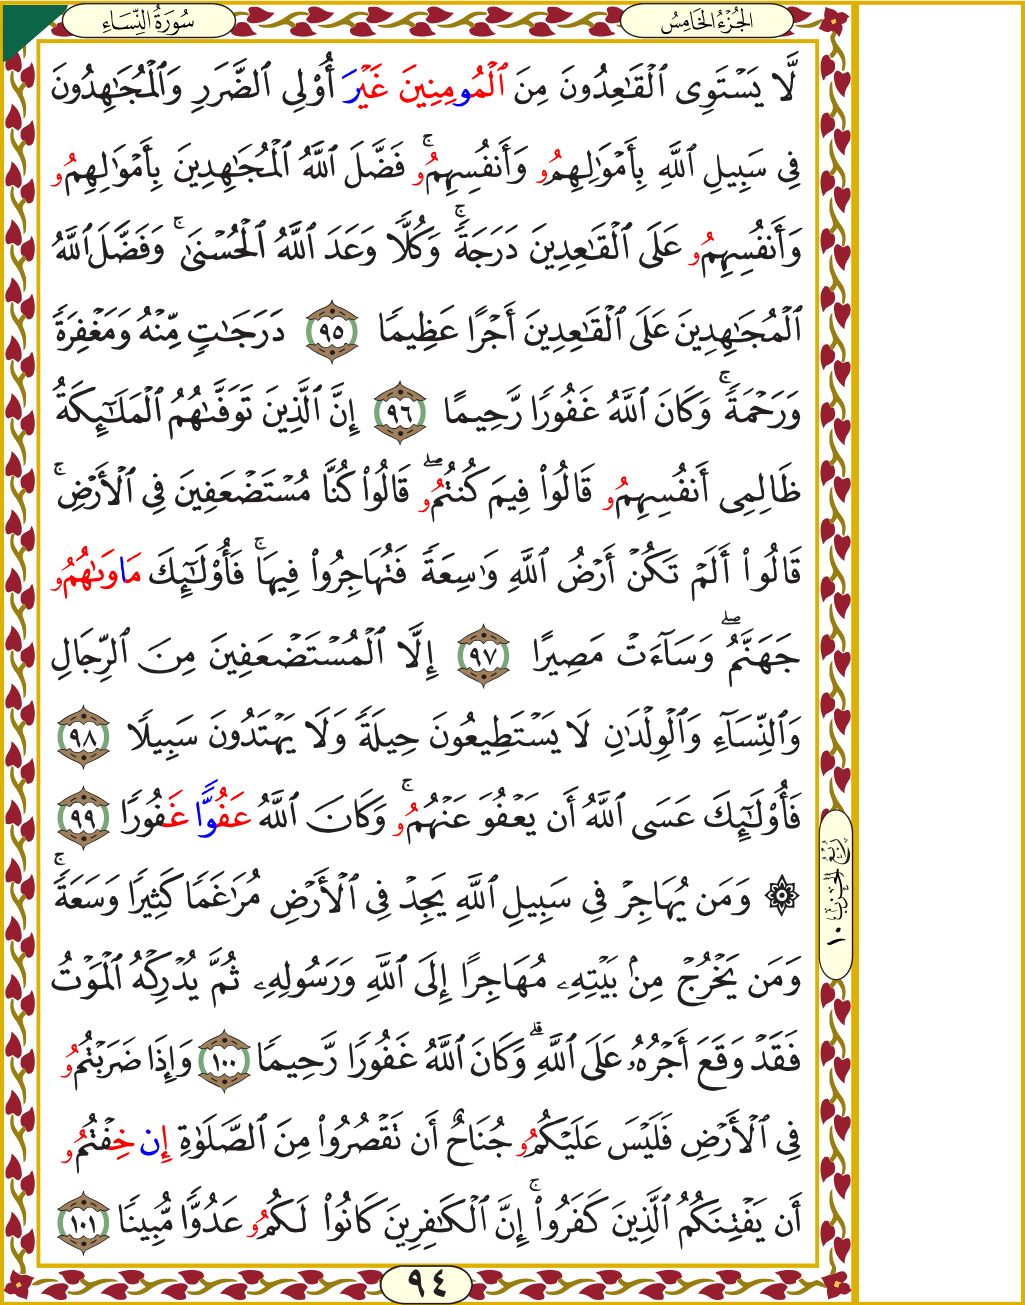 الجُزْءُ الخَامِسُ
سُورَةُ النِّسَاءِ
لَّا يَسْتَوِى ٱلْقَٰعِدُونَ مِنَ ٱلْمُومِنِينَ غَيْرَ أُوْلِى ٱلضَّرَرِ وَٱلْمُجَٰهِدُونَ
فِى سَبِيلِ ٱللَّهِ بِأَمْوَٰلِهِمُۥ وَأَنفُسِهِمُۥ ۚ فَضَّلَ ٱللَّهُ ٱلْمُجَٰهِدِينَ بِأَمْوَٰلِهِمُۥ
وَأَنفُسِهِمُۥ عَلَى ٱلْقَٰعِدِينَ دَرَجَةً ۚ وَكُلًّا وَعَدَ ٱللَّهُ ٱلْحُسْنَىٰ ۚ وَفَضَّلَ ٱللَّهُ
ٱلْمُجَٰهِدِينَ عَلَى ٱلْقَٰعِدِينَ أَجْرًا عَظِيمًا ٩٥ دَرَجَٰتٍ مِّنْهُ وَمَغْفِرَةً
وَرَحْمَةً ۚ وَكَانَ ٱللَّهُ غَفُورًا رَّحِيمًا ٩٦ إِنَّ ٱلَّذِينَ تَوَفَّىٰهُمُ ٱلْمَلَٰٓئِكَةُ
ظَالِمِى أَنفُسِهِمُۥ قَالُوا۟ فِيمَ كُنتُمُۥ ۖ قَالُوا۟ كُنَّا مُسْتَضْعَفِينَ فِى ٱلْأَرْضِ ۚ
قَالُوٓا۟ أَلَمْ تَكُنْ أَرْضُ ٱللَّهِ وَٰسِعَةً فَتُهَاجِرُوا۟ فِيهَا ۚ فَأُو۟لَٰٓئِكَ مَاوَىٰهُمُۥ
جَهَنَّمُ ۖ وَسَآءَتْ مَصِيرًا ٩٧ إِلَّا ٱلْمُسْتَضْعَفِينَ مِنَ ٱلرِّجَالِ
وَٱلنِّسَآءِ وَٱلْوِلْدَٰنِ لَا يَسْتَطِيعُونَ حِيلَةً وَلَا يَهْتَدُونَ سَبِيلًا ٩٨
فَأُو۟لَٰٓئِكَ عَسَى ٱللَّهُ أَن يَعْفُوَ عَنْهُمُۥ ۚ وَكَانَ ٱللَّهُ عَفُوًّا غَفُورًا ٩٩
۞ وَمَن يُهَاجِرْ فِى سَبِيلِ ٱللَّهِ يَجِدْ فِى ٱلْأَرْضِ مُرَٰغَمًا كَثِيرًا وَسَعَةً ۚ
وَمَن يَخْرُجْ مِنۢ بَيْتِهِۦ مُهَاجِرًا إِلَى ٱللَّهِ وَرَسُولِهِۦ ثُمَّ يُدْرِكْهُ ٱلْمَوْتُ
فَقَدْ وَقَعَ أَجْرُهُۥ عَلَى ٱللَّهِ ۗ وَكَانَ ٱللَّهُ غَفُورًا رَّحِيمًا ١٠٠ وَإِذَا ضَرَبْتُمُۥ
فِى ٱلْأَرْضِ فَلَيْسَ عَلَيْكُمُۥ جُنَاحٌ أَن تَقْصُرُوا۟ مِنَ ٱلصَّلَوٰةِ إِن خِفْتُمُۥ
أَن يَفْتِنَكُمُ ٱلَّذِينَ كَفَرُوٓا۟ ۚ إِنَّ ٱلْكَٰفِرِينَ كَانُوا۟ لَكُمُۥ عَدُوًّا مُّبِينًا ١٠١
رُبْعُ الحِزْب ١٠
٩٤